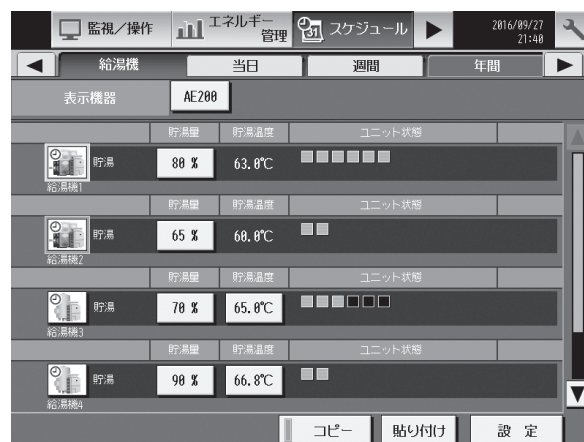 監視/操作 エネルギー管理 31 スケジュール 2016/09/27 21:40
給湯機 当日 週間 年間
表示機器 AE200
貯湯量 貯湯温度 ユニット状態
貯湯 80 % 63.0℃
給湯機1
貯湯量 貯湯温度 ユニット状態
貯湯 65 % 60.0℃
給湯機2
貯湯量 貯湯温度 ユニット状態
貯湯 70 % 65.0℃
給湯機3
貯湯量 貯湯温度 ユニット状態
貯湯 90 % 66.8℃
給湯機4
コピー 貼り付け 設 定